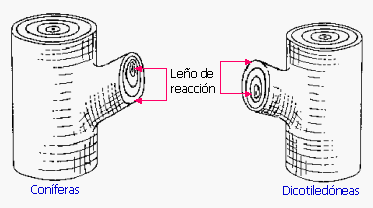 Leño de
reacción
Coníferas
Dicotiledóneas